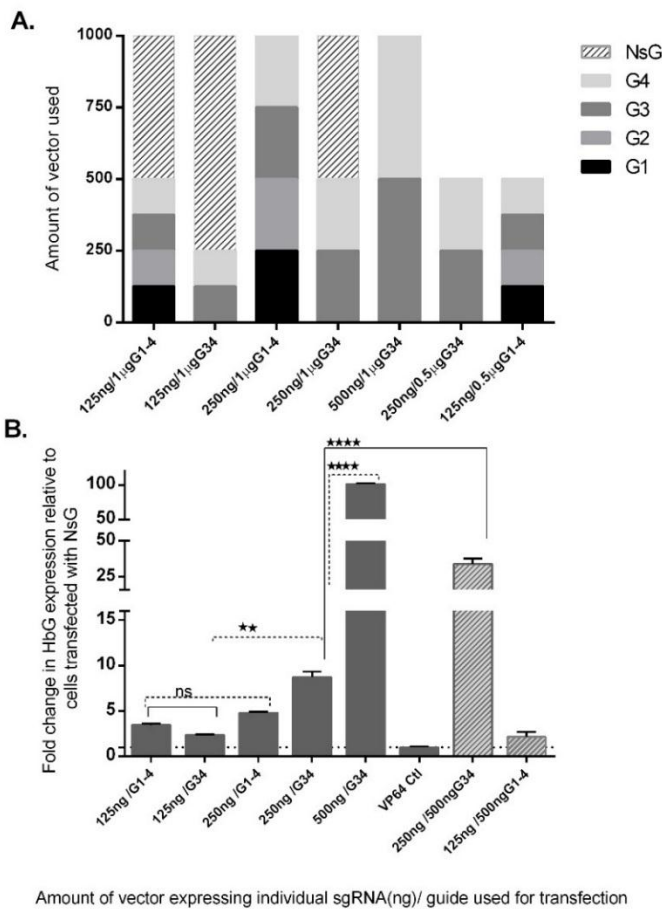 A.
1000
750
500
250
0
Amount of vector used
NsG
G4
G3
G2
G1
125ng/1µgG1-4
125ng/1µgG34
250ng/1µgG1-4
250ng/1µgG34
500ng/1µgG34
250ng/0.5µgG34
125ng/0.5µgG1-4
B.
Fold change in HbG expression relative to
cells transfected with NsG
100
50
50
25
15
10
5
0
ns
★★
★★★★
★★★★
125ng /G1-4
125ng /G34
250ng /G1-4
250ng /G34
500ng /G34
VP64 Ctl
250ng /500ngG34
125ng /500ngG1-4
Amount of vector expressing individual sgRNA(ng)/ guide used for transfection